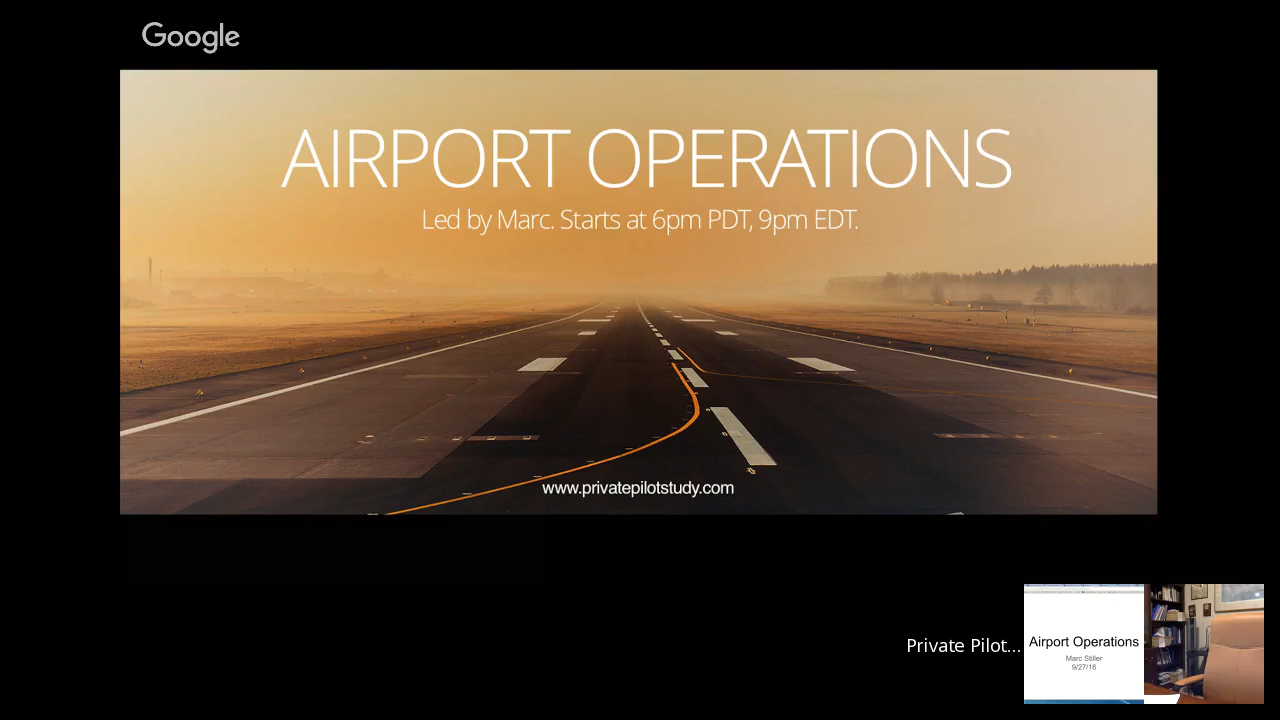 Google
AIRPORT OPERATIONS
Led by Marc. Starts at 6pm PDT, 9pm EDT.
www.privatepilotstudy.com
Private Pilot...
Airport Operations
Marc Stiller
9/27/16